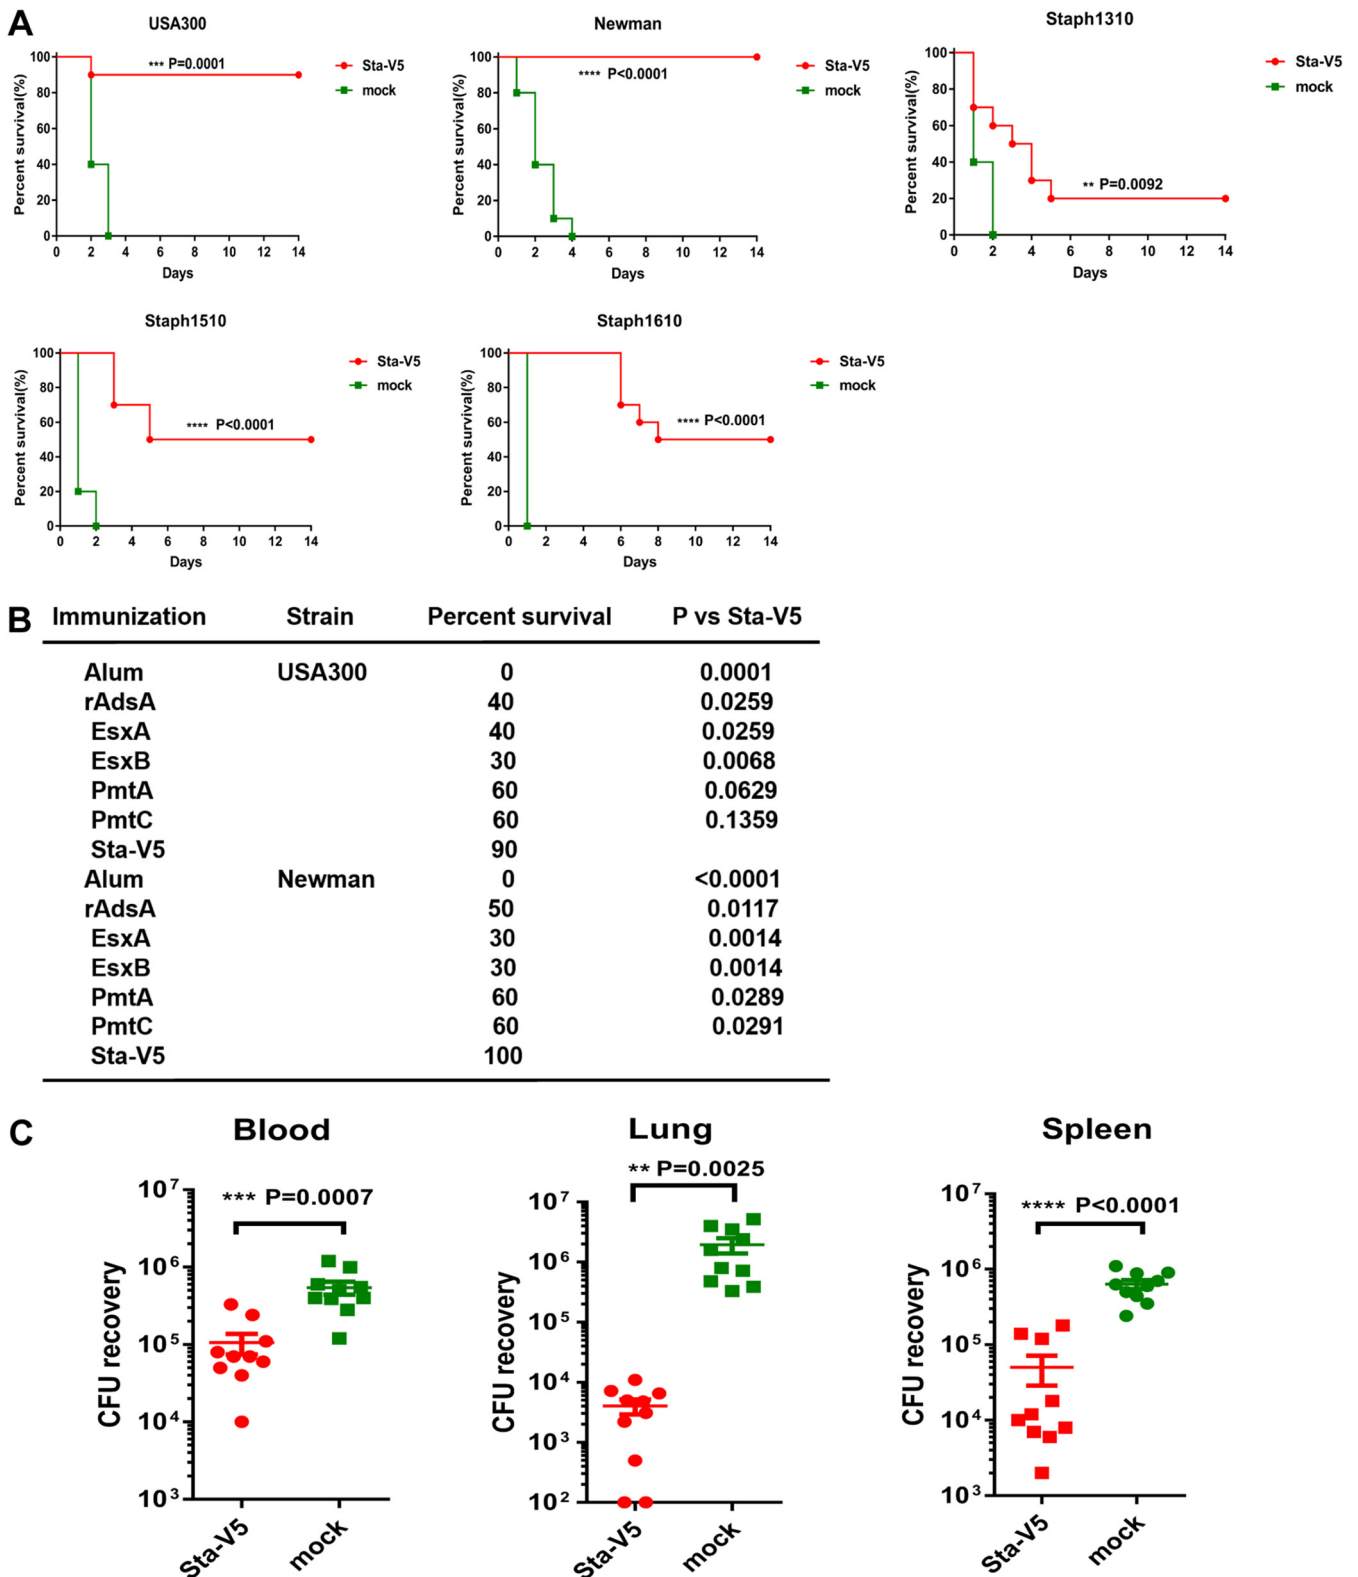 A
USA300
Percent survival(%)
100
80
60
40
20
0
0 2 4 6 8 10 12 14
Days
*** P=0.0001
Sta-V5
mock
Newman
Percent survival(%)
100
80
60
40
20
0
0 2 4 6 8 10 12 14
Days
**** P<0.0001
Sta-V5
mock
Staph1310
Percent survival(%)
100
80
60
40
20
0
0 2 4 6 8 10 12 14
Days
** P=0.0092
Sta-V5
mock
Staph1510
Percent survival(%)
100
80
60
40
20
0
0 2 4 6 8 10 12 14
Days
**** P<0.0001
Sta-V5
mock
Staph1610
Percent survival(%)
100
80
60
40
20
0
0 2 4 6 8 10 12 14
Days
**** P<0.0001
Sta-V5
mock
B
Immunization Strain Percent survival P vs Sta-V5
Alum USA300 0 0.0001
rAdsA 40 0.0259
EsxA 40 0.0259
EsxB 30 0.0068
PmtA 60 0.0629
PmtC 60 0.1359
Sta-V5 90
Alum Newman 0 <0.0001
rAdsA 50 0.0117
EsxA 30 0.0014
EsxB 30 0.0014
PmtA 60 0.0289
PmtC 60 0.0291
Sta-V5 100
C
Blood
*** P=0.0007
CFU recovery
10⁷
10⁶
10⁵
10⁴
10³
Sta-V5 mock
Lung
** P=0.0025
CFU recovery
10⁷
10⁶
10⁵
10⁴
10³
10²
Sta-V5 mock
Spleen
**** P<0.0001
CFU recovery
10⁷
10⁶
10⁵
10⁴
10³
Sta-V5 mock